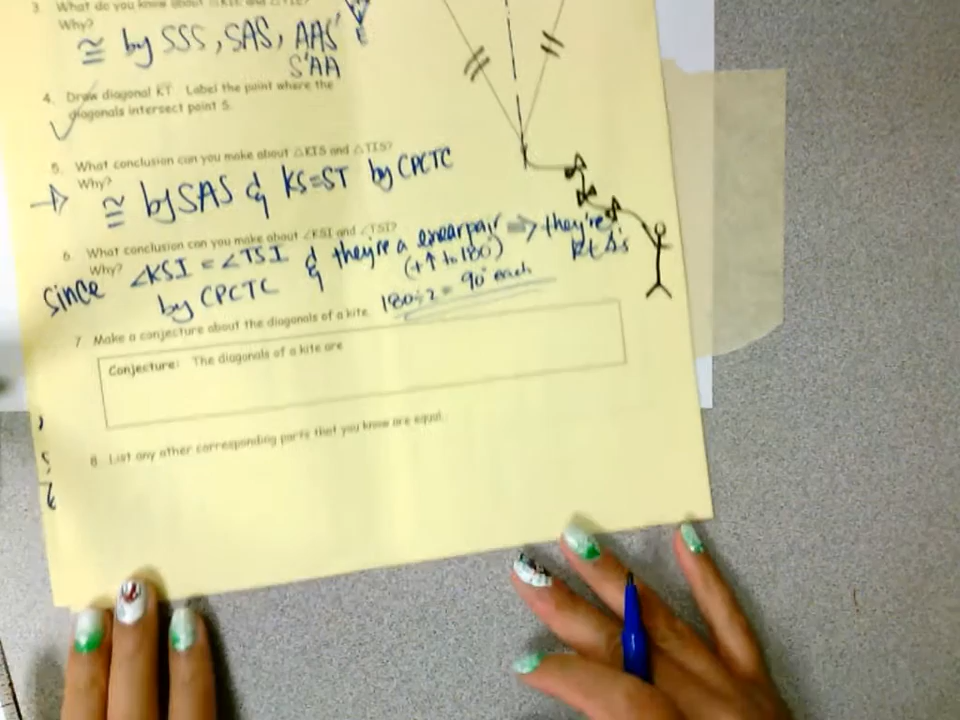 3. What do you know about △KIE and △TIE?
Why?
≅ by SSS, SAS, AAS'
S'AA
E
4. Draw diagonal KT. Label the point where the
diagonals intersect point S.
5. What conclusion can you make about △KIS and △TIS?
Why?
≅ by SAS & KS=ST by CPCTC
6. What conclusion can you make about ∠KSI and ∠TSI?
Why?
since ∠KSI = ∠TSI & they're a linear pair ⇒ they're
by CPCTC (+ ↑ to 180°) Rt ∆'s
180÷2 = 90° each
7 Make a conjecture about the diagonals of a kite.
Conjecture: The diagonals of a kite are
8. List any other corresponding parts that you know are equal.